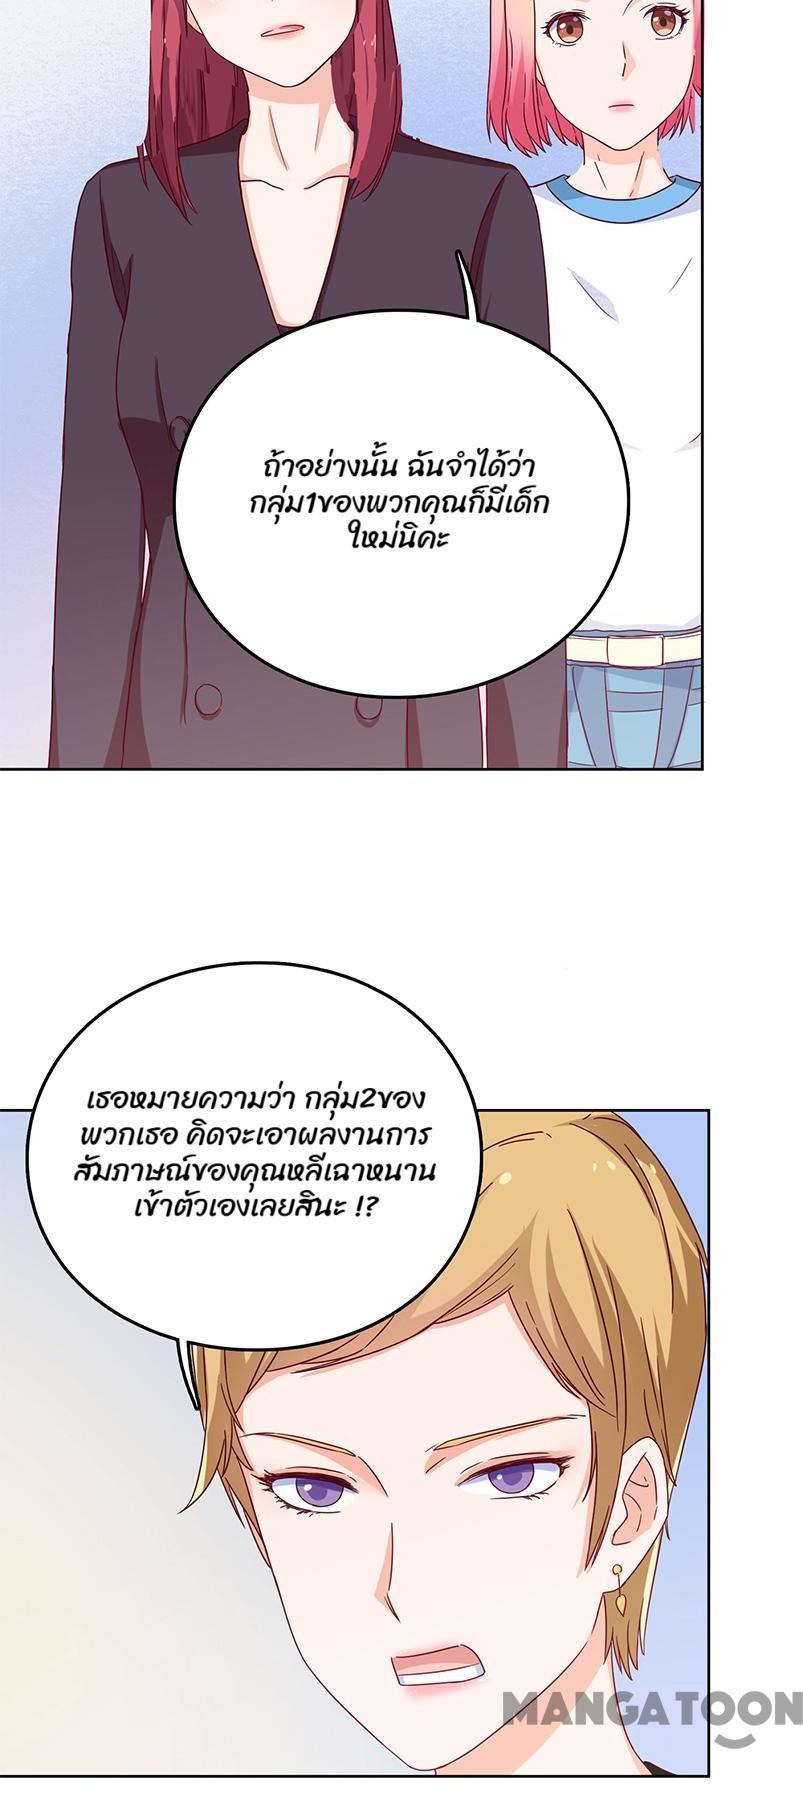 ถ้าอย่างนั้น ฉันจำได้ว่า
กลุ่ม1ของพวกคุณก็มีเด็ก
ใหม่นิคะ
เธอหมายความว่า กลุ่ม2ของ
พวกเธอ คิดจะเอาผลงานการ
สัมภาษณ์ของคุณหลีเฉาหนาน
เข้าตัวเองเลยสินะ !?
MANGATOON